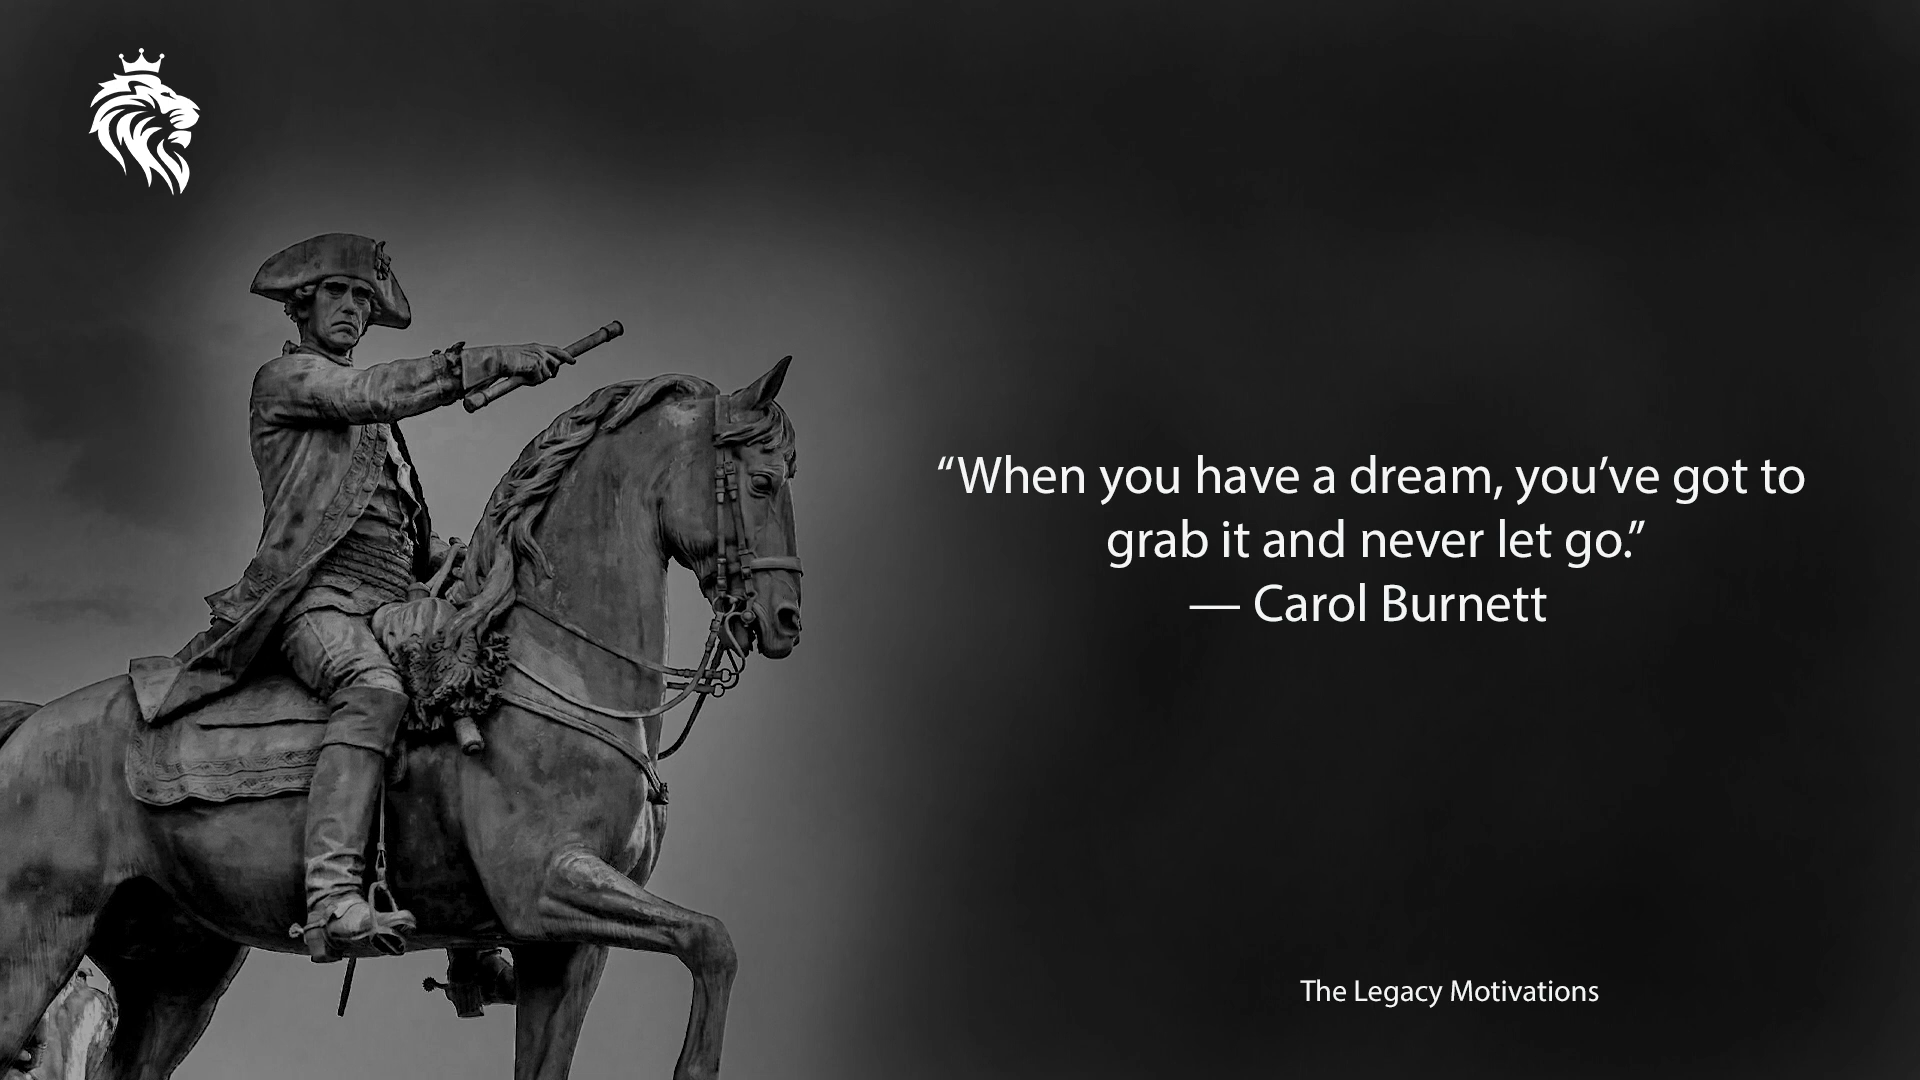 “When you have a dream, you’ve got to
grab it and never let go.”
— Carol Burnett
The Legacy Motivations